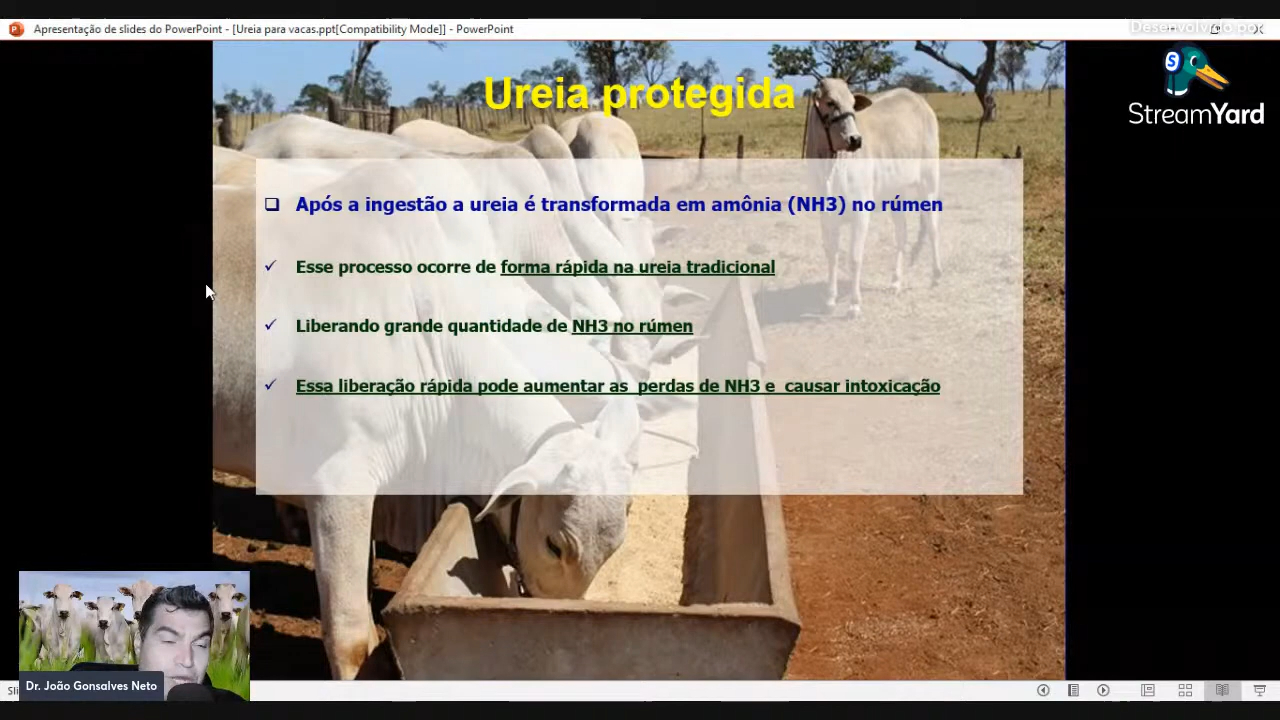 Apresentação de slides do PowerPoint - [Ureia para vacas.ppt[Compatibility Mode]] - PowerPoint
StreamYard
Ureia protegida
Após a ingestão a ureia é transformada em amônia (NH3) no rúmen
Esse processo ocorre de forma rápida na ureia tradicional
Liberando grande quantidade de NH3 no rúmen
Essa liberação rápida pode aumentar as perdas de NH3 e causar intoxicação
Dr. João Gonsalves Neto